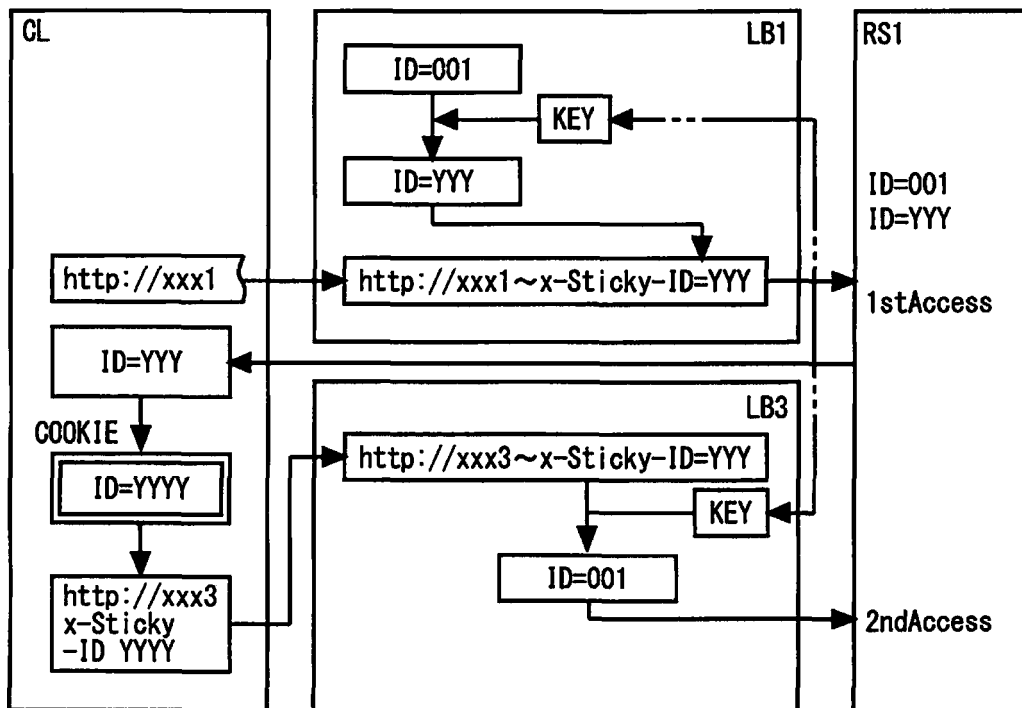 CL
LB1
RS1
ID=001
KEY
ID=YYY
ID=001
ID=YYY
http://xxx1
http://xxx1~x-Sticky-ID=YYY
1stAccess
ID=YYY
LB3
COOKIE
http://xxx3~x-Sticky-ID=YYY
ID=YYYY
KEY
ID=001
http://xxx3
x-Sticky
-ID YYYY
2ndAccess